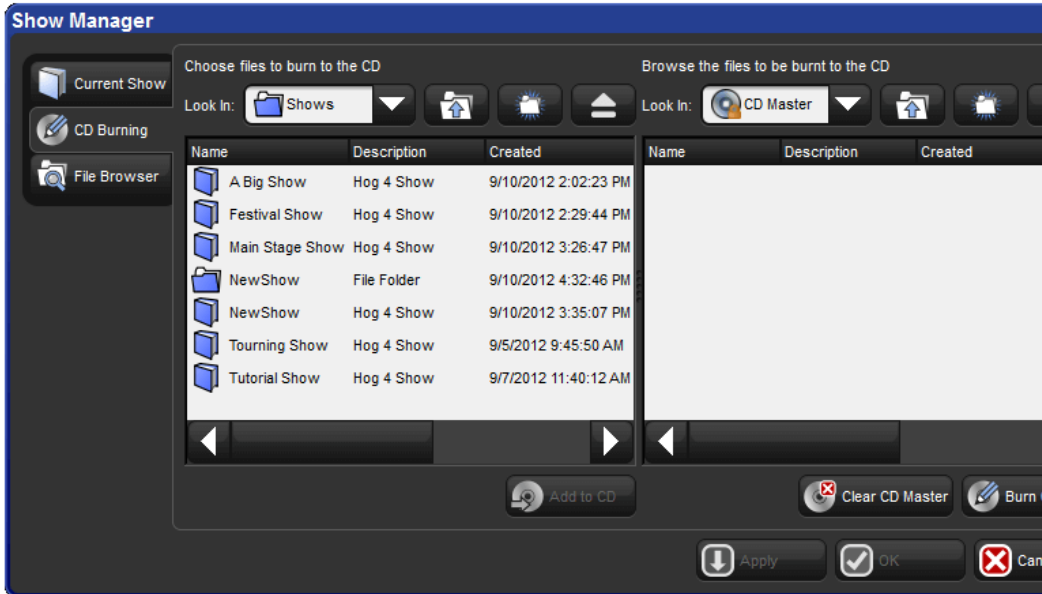 Show Manager
Current Show
CD Burning
File Browser
Choose files to burn to the CD
Look In: Shows
Name Description Created
A Big Show Hog 4 Show 9/10/2012 2:02:23 PM
Festival Show Hog 4 Show 9/10/2012 2:29:44 PM
Main Stage Show Hog 4 Show 9/10/2012 3:26:47 PM
NewShow File Folder 9/10/2012 4:32:46 PM
NewShow Hog 4 Show 9/10/2012 3:35:07 PM
Tourning Show Hog 4 Show 9/5/2012 9:45:50 AM
Tutorial Show Hog 4 Show 9/7/2012 11:40:12 AM
Add to CD
Browse the files to be burnt to the CD
Look In: CD Master
Name Description Created
Clear CD Master Burn
Apply OK Can